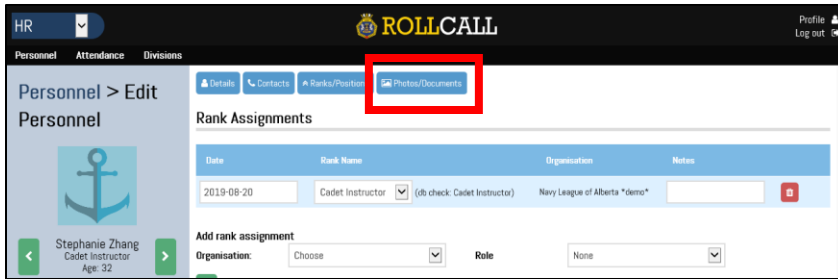 HR
ROLLCALL
Profile
Log out
Personnel Attendance Divisions
Personnel > Edit
Personnel
Details Contacts Ranks/Position Photos/Documents
Rank Assignments
Date Rank Name Organisation Notes
2019-08-20 Cadet Instructor (db check: Cadet Instructor) Navy League of Alberta *demo*
Stephanie Zhang
Cadet Instructor
Age: 32
Add rank assignment
Organisation: Choose Role None